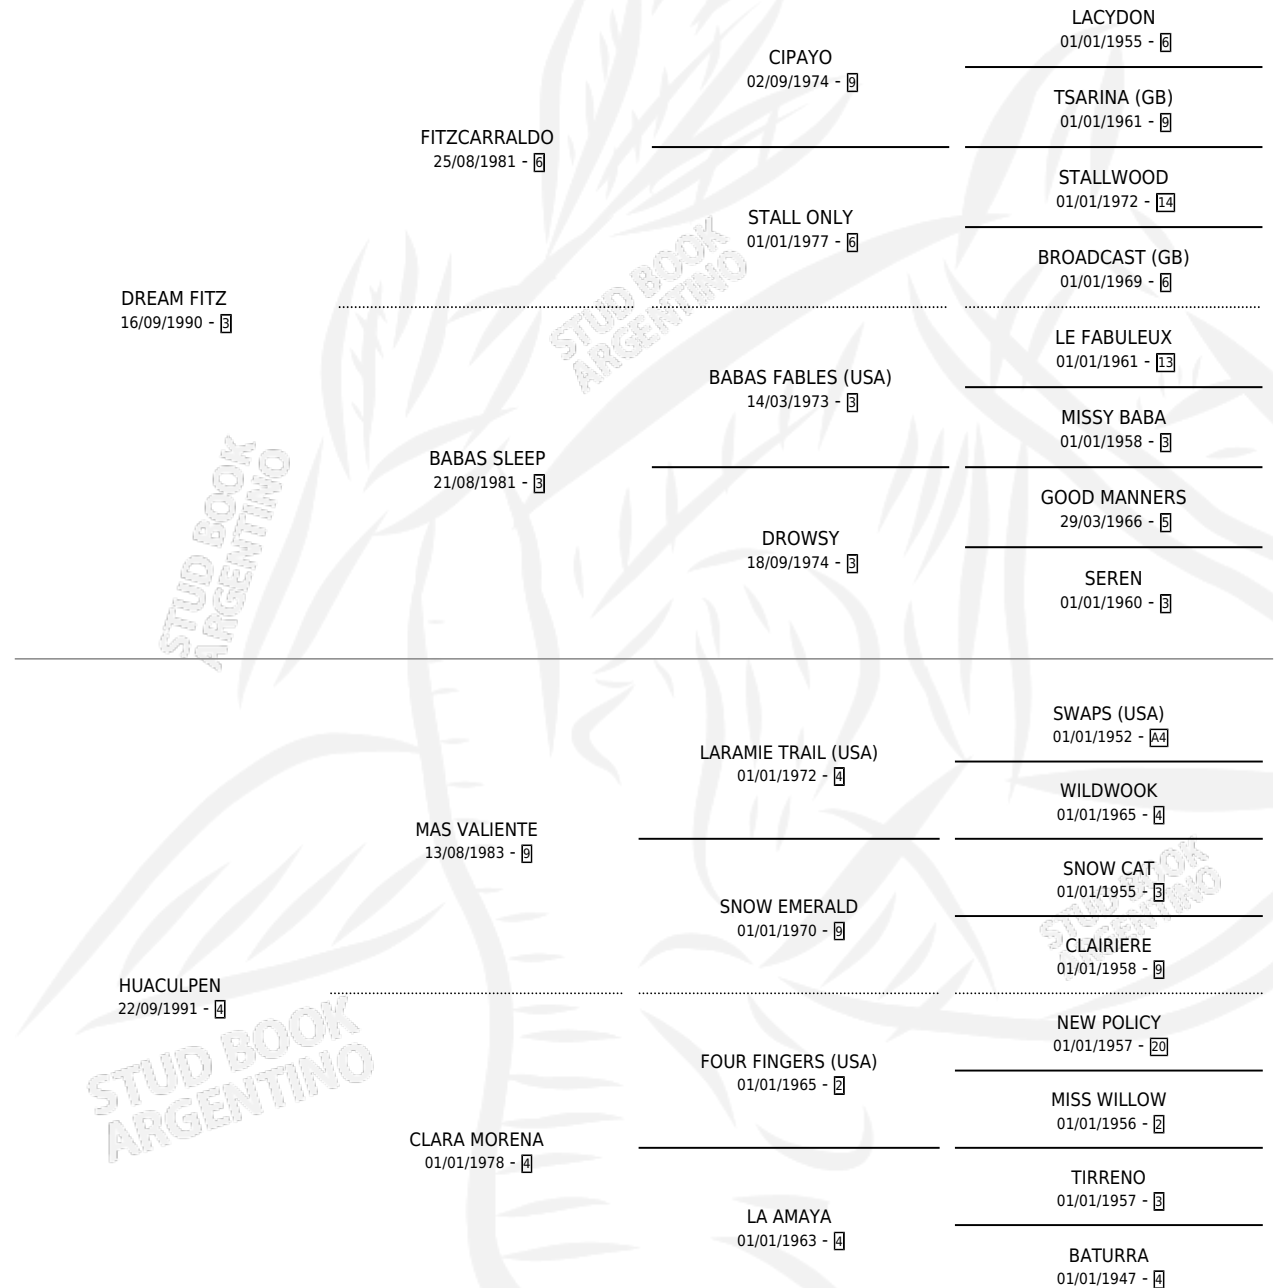 LACYDON
01/01/1955 - 6
CIPAYO
02/09/1974 - 9
TSARINA (GB)
01/01/1961 - 9
FITZCARRALDO
25/08/1981 - 6
STALLWOOD
01/01/1972 - 14
STALL ONLY
01/01/1977 - 6
BROADCAST (GB)
01/01/1969 - 6
DREAM FITZ
16/09/1990 - 3
STUD BOOK
ARGENTINO
LE FABULEUX
01/01/1961 - 13
BABAS FABLES (USA)
14/03/1973 - 3
MISSY BABA
01/01/1958 - 3
BABAS SLEEP
21/08/1981 - 3
GOOD MANNERS
29/03/1966 - 5
DROWSY
18/09/1974 - 3
SEREN
01/01/1960 - 3
STUD BOOK
ARGENTINO
SWAPS (USA)
01/01/1952 - A4
LARAMIE TRAIL (USA)
01/01/1972 - 4
WILDWOOK
01/01/1965 - 4
MAS VALIENTE
13/08/1983 - 9
SNOW CAT
01/01/1955 - 3
SNOW EMERALD
01/01/1970 - 9
STUD BOOK
ARGENTINO
CLAIRIERE
01/01/1958 - 9
HUACULPEN
22/09/1991 - 4
STUD BOOK
ARGENTINO
NEW POLICY
01/01/1957 - 20
FOUR FINGERS (USA)
01/01/1965 - 2
MISS WILLOW
01/01/1956 - 2
CLARA MORENA
01/01/1978 - 4
TIRRENO
01/01/1957 - 3
LA AMAYA
01/01/1963 - 4
BATURRA
01/01/1947 - 4